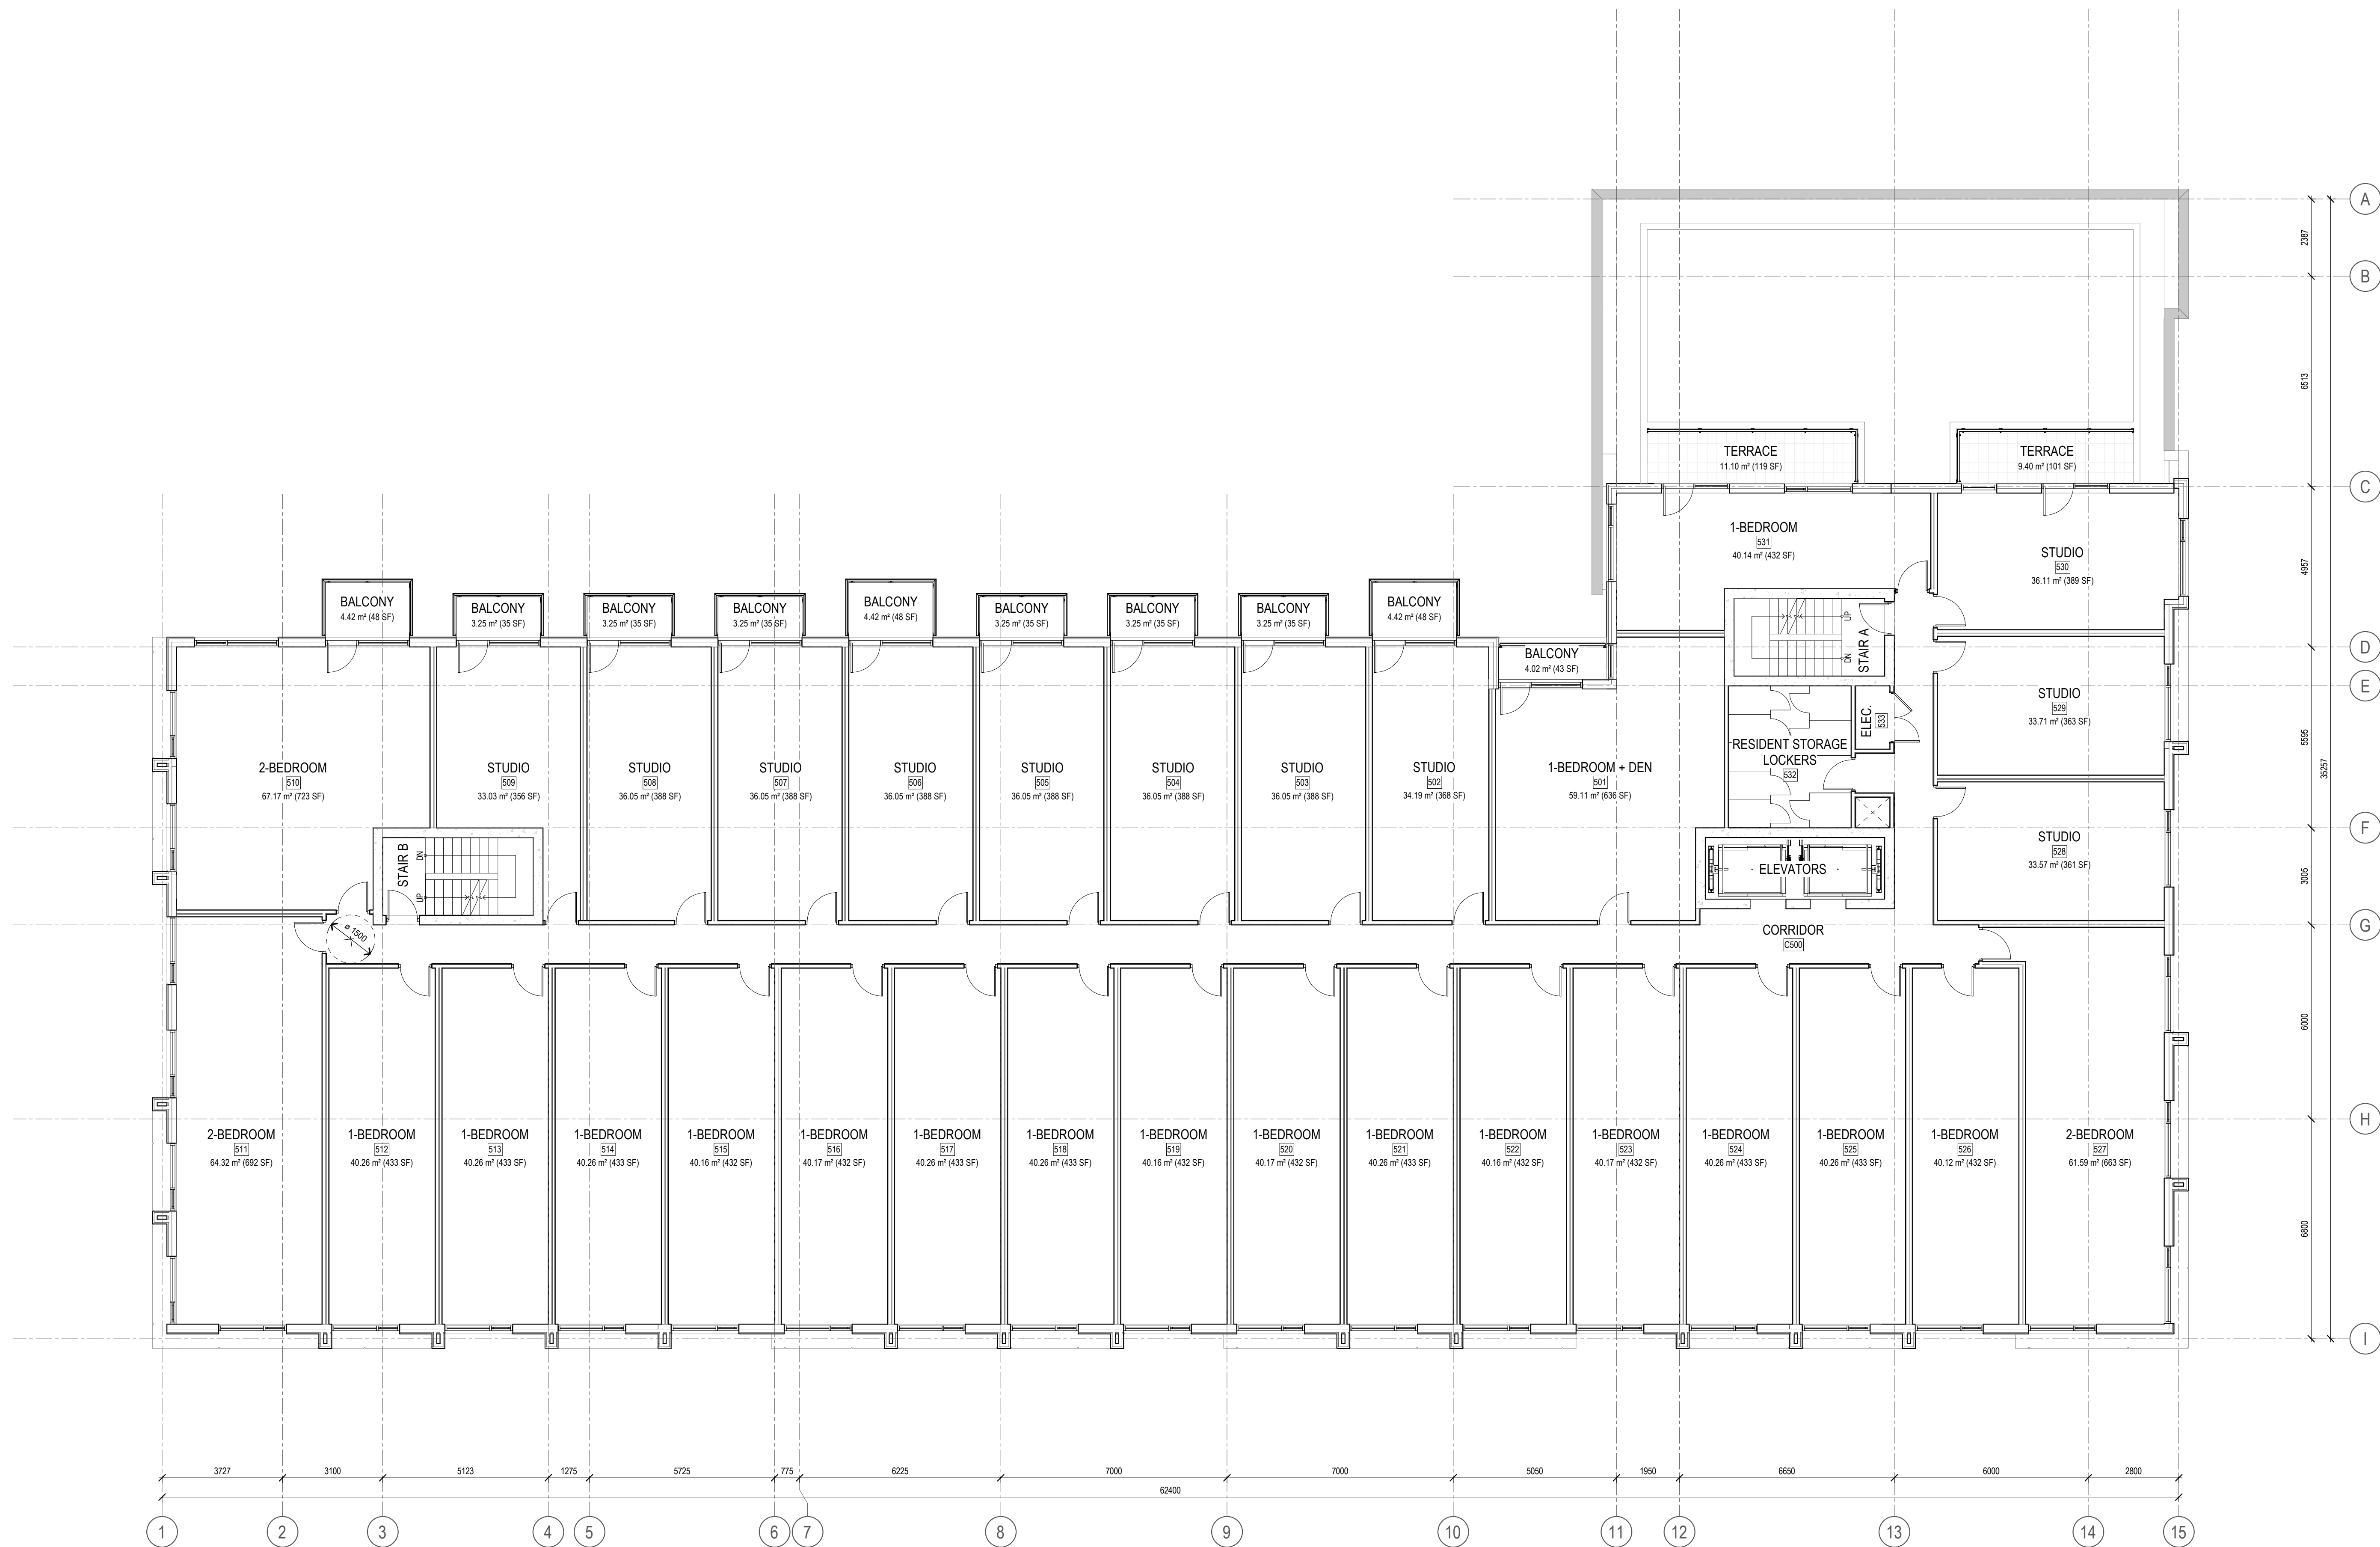 A
2387
B
6513
TERRACE
11.10 m² (119 SF)
TERRACE
9.40 m² (101 SF)
C
1-BEDROOM
531
40.14 m² (432 SF)
STUDIO
530
36.11 m² (389 SF)
4957
BALCONY
4.42 m² (48 SF)
BALCONY
3.25 m² (35 SF)
BALCONY
3.25 m² (35 SF)
BALCONY
3.25 m² (35 SF)
BALCONY
4.42 m² (48 SF)
BALCONY
3.25 m² (35 SF)
BALCONY
3.25 m² (35 SF)
BALCONY
3.25 m² (35 SF)
BALCONY
4.42 m² (48 SF)
BALCONY
4.02 m² (43 SF)
UP
DN
STAIR A
D
E
STUDIO
529
33.71 m² (363 SF)
ELEC.
533
RESIDENT STORAGE
LOCKERS
532
5595
35257
2-BEDROOM
510
67.17 m² (723 SF)
STUDIO
509
33.03 m² (356 SF)
STUDIO
508
36.05 m² (388 SF)
STUDIO
507
36.05 m² (388 SF)
STUDIO
506
36.05 m² (388 SF)
STUDIO
505
36.05 m² (388 SF)
STUDIO
504
36.05 m² (388 SF)
STUDIO
503
36.05 m² (388 SF)
STUDIO
502
34.19 m² (368 SF)
1-BEDROOM + DEN
501
59.11 m² (636 SF)
F
STUDIO
528
33.57 m² (361 SF)
STAIR B
DN
UP
ELEVATORS
3005
G
ø 1500
CORRIDOR
C500
6000
H
2-BEDROOM
511
64.32 m² (692 SF)
1-BEDROOM
512
40.26 m² (433 SF)
1-BEDROOM
513
40.26 m² (433 SF)
1-BEDROOM
514
40.26 m² (433 SF)
1-BEDROOM
515
40.16 m² (432 SF)
1-BEDROOM
516
40.17 m² (432 SF)
1-BEDROOM
517
40.26 m² (433 SF)
1-BEDROOM
518
40.26 m² (433 SF)
1-BEDROOM
519
40.16 m² (432 SF)
1-BEDROOM
520
40.17 m² (432 SF)
1-BEDROOM
521
40.26 m² (433 SF)
1-BEDROOM
522
40.16 m² (432 SF)
1-BEDROOM
523
40.17 m² (432 SF)
1-BEDROOM
524
40.26 m² (433 SF)
1-BEDROOM
525
40.26 m² (433 SF)
1-BEDROOM
526
40.12 m² (432 SF)
2-BEDROOM
527
61.59 m² (663 SF)
6800
I
3727 3100 5123 1275 5725 775 6225 7000 7000 5050 1950 6650 6000 2800
62400
1 2 3 4 5 6 7 8 9 10 11 12 13 14 15